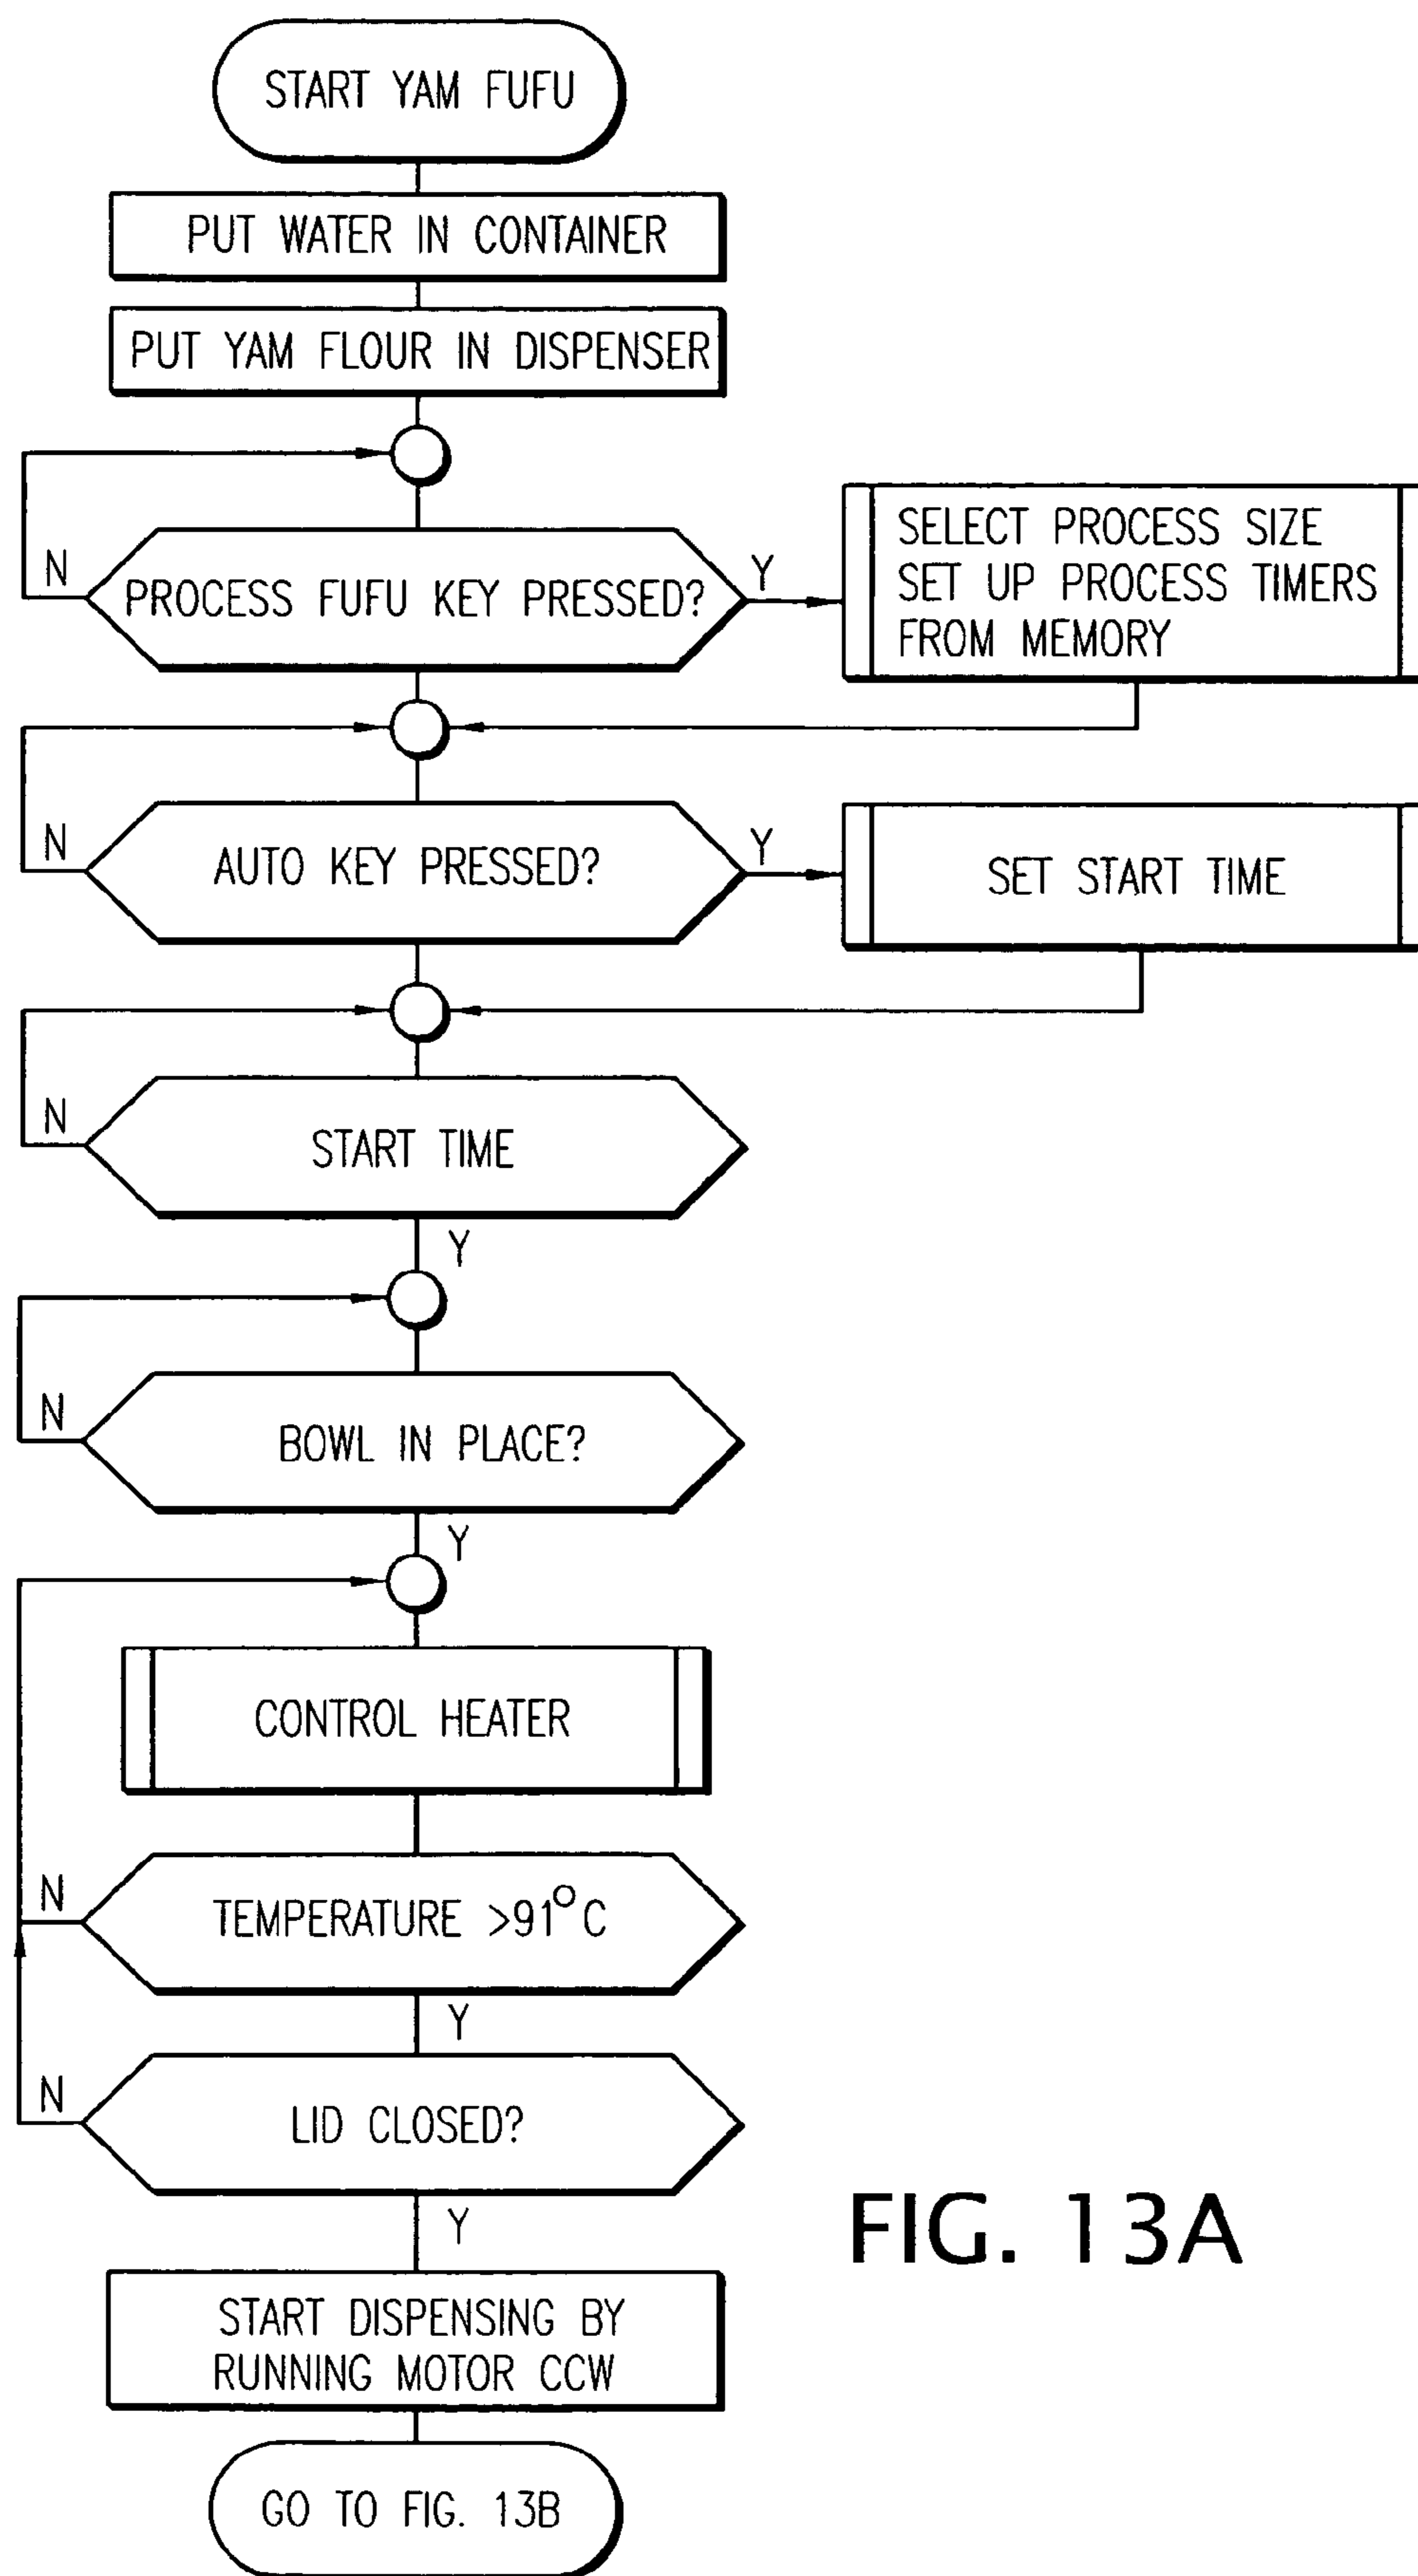 START YAM FUFU
PUT WATER IN CONTAINER
PUT YAM FLOUR IN DISPENSER
N
PROCESS FUFU KEY PRESSED?
Y
SELECT PROCESS SIZE
SET UP PROCESS TIMERS
FROM MEMORY
N
AUTO KEY PRESSED?
Y
SET START TIME
N
START TIME
Y
N
BOWL IN PLACE?
Y
CONTROL HEATER
N
TEMPERATURE >91°C
Y
N
LID CLOSED?
Y
START DISPENSING BY
RUNNING MOTOR CCW
GO TO FIG. 13B
FIG. 13A